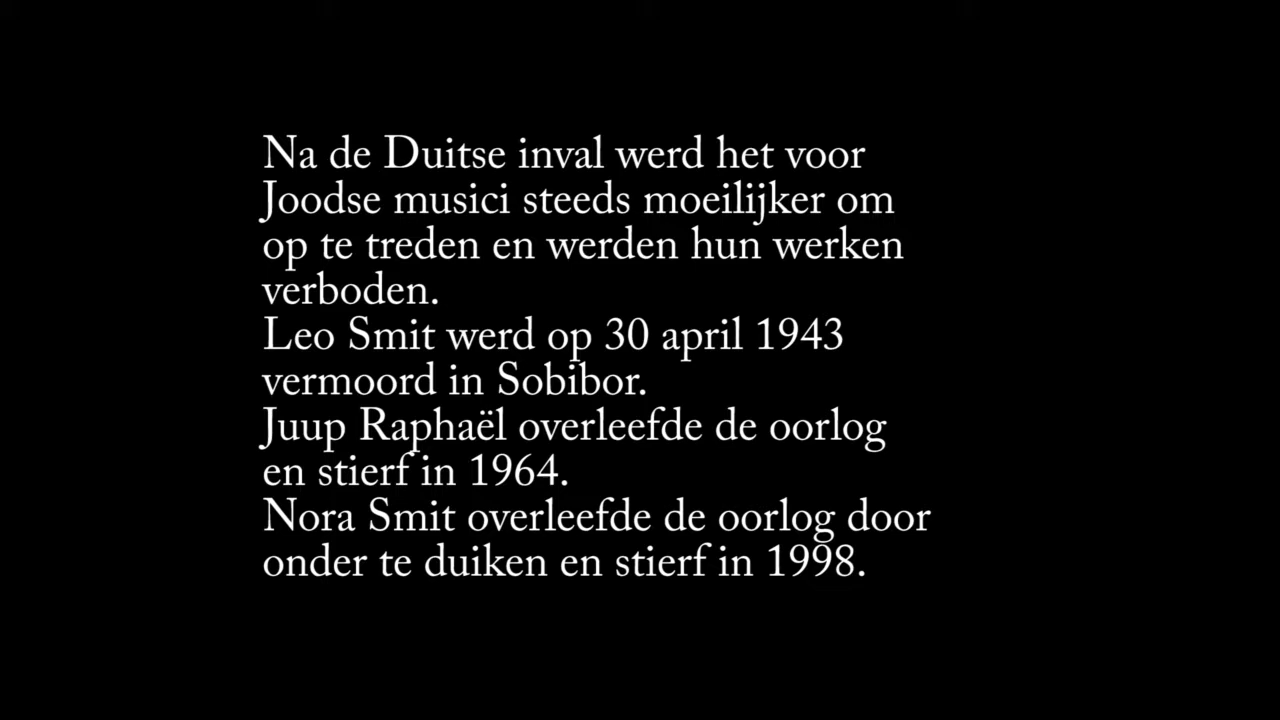 Na de Duitse inval werd het voor
Joodse musici steeds moeilijker om
op te treden en werden hun werken
verboden.
Leo Smit werd op 30 april 1943
vermoord in Sobibor.
Juup Raphaël overleefde de oorlog
en stierf in 1964.
Nora Smit overleefde de oorlog door
onder te duiken en stierf in 1998.